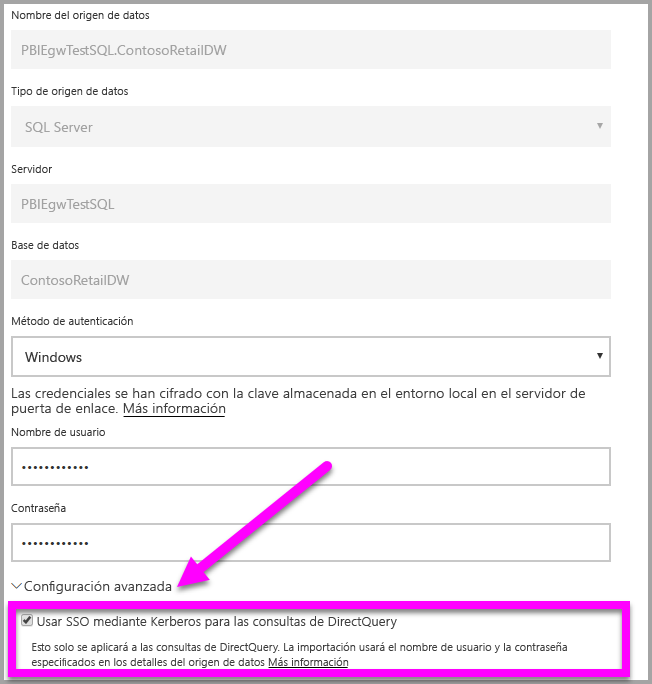 Nombre del origen de datos
PBIEgwTestSQL.ContosoRetailDW
Tipo de origen de datos
SQL Server
Servidor
PBIEgwTestSQL
Base de datos
ContosoRetailDW
Método de autenticación
Windows
Las credenciales se han cifrado con la clave almacenada en el entorno local en el servidor de
puerta de enlace. Más información
Nombre de usuario
••••••••••••
Contraseña
••••••••••••
Configuración avanzada
Usar SSO mediante Kerberos para las consultas de DirectQuery
Esto solo se aplicará a las consultas de DirectQuery. La importación usará el nombre de usuario y la contraseña
especificados en los detalles del origen de datos Más información